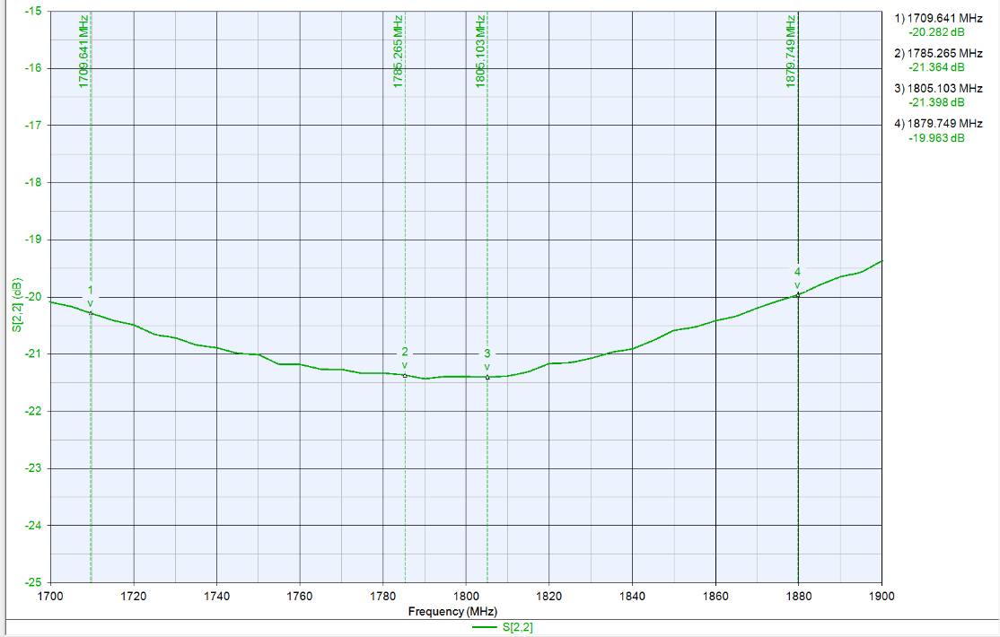 -15
-16
-17
-18
-19
-20
-21
-22
-23
-24
-25
S[2,2] (dB)
1709.641 MHz
1785.265 MHz
1805.103 MHz
1879.749 MHz
1
v
2
v
3
v
4
v
1700 1720 1740 1760 1780 1800 1820 1840 1860 1880 1900
Frequency (MHz)
S[2,2]
1) 1709.641 MHz
-20.282 dB
2) 1785.265 MHz
-21.364 dB
3) 1805.103 MHz
-21.398 dB
4) 1879.749 MHz
-19.963 dB